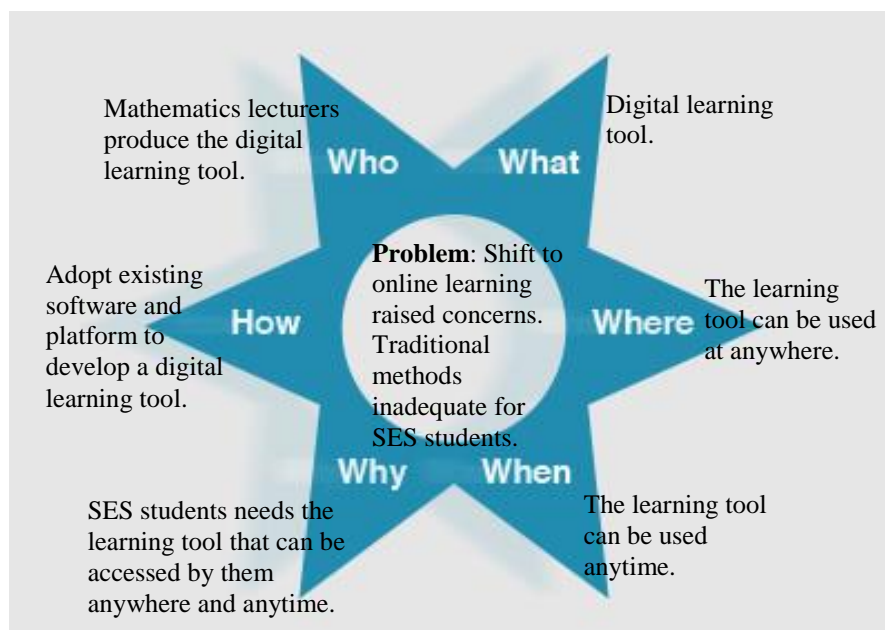 Mathematics lecturers
produce the digital
learning tool.
Who
What
Digital learning
tool.
Adopt existing
software and
platform to
develop a digital
learning tool.
How
Problem: Shift to
online learning
raised concerns.
Traditional
methods
inadequate for
SES students.
Where
The learning
tool can be used
at anywhere.
Why
When
SES students needs the
learning tool that can be
accessed by them
anywhere and anytime.
The learning tool
can be used
anytime.